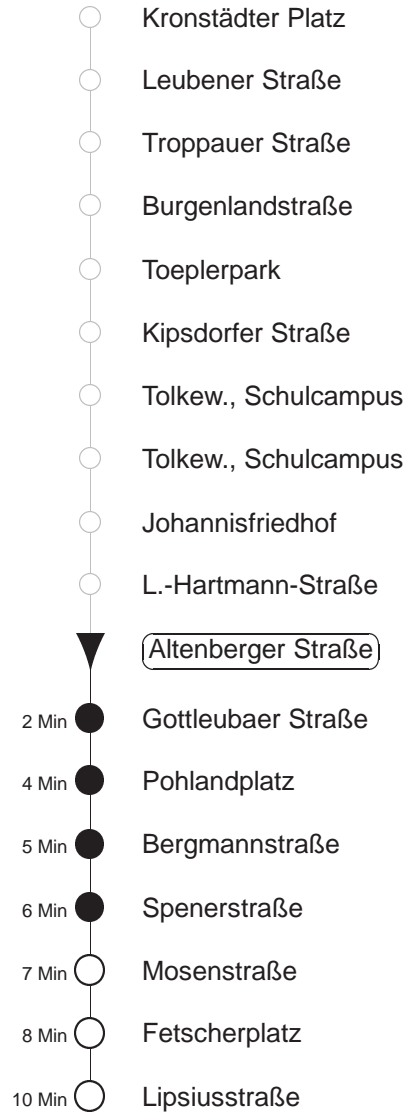 Kronstädter Platz
Leubener Straße
Troppauer Straße
Burgenlandstraße
Toeplerpark
Kipsdorfer Straße
Tolkew., Schulcampus
Tolkew., Schulcampus
Johannisfriedhof
L.-Hartmann-Straße
Altenberger Straße
2 Min Gottleubaer Straße
4 Min Pohlandplatz
5 Min Bergmannstraße
6 Min Spenerstraße
7 Min Mosenstraße
8 Min Fetscherplatz
10 Min Lipsiusstraße